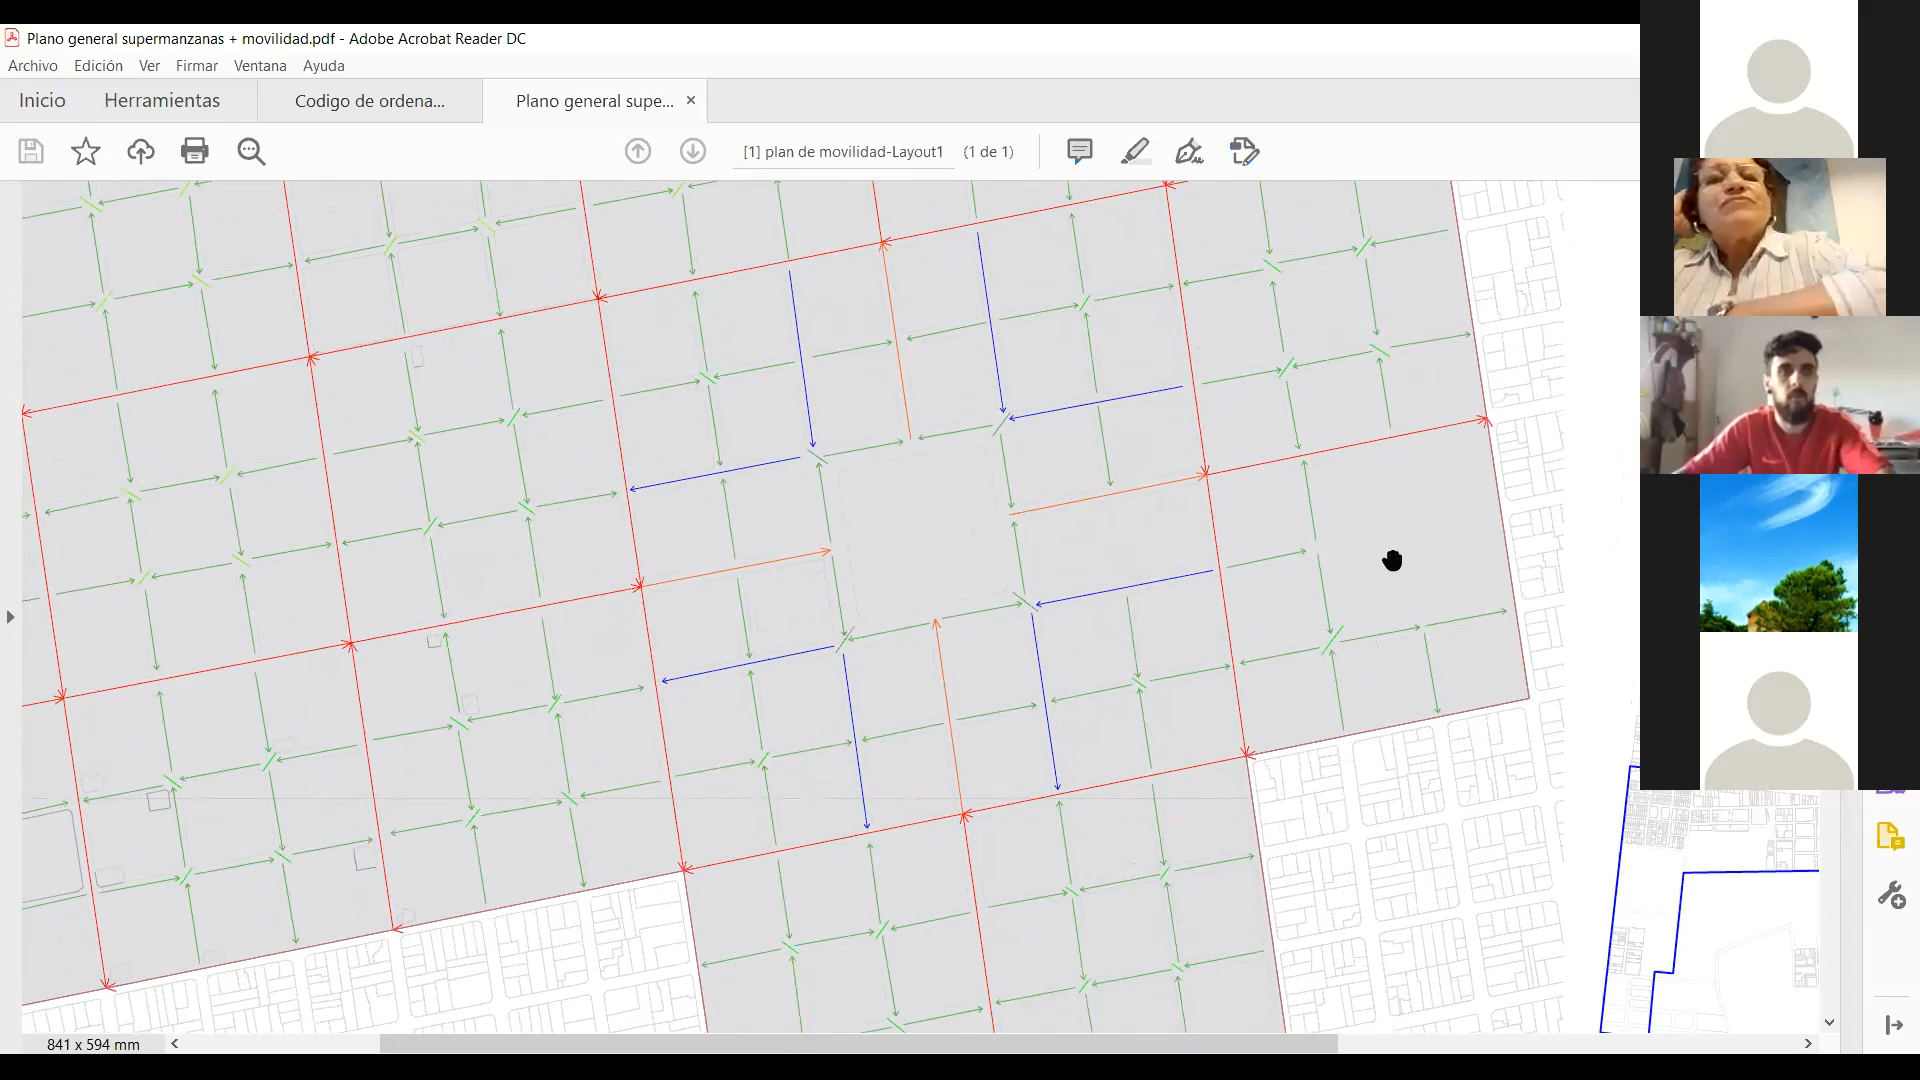 Plano general supermanzanas + movilidad.pdf - Adobe Acrobat Reader DC
Archivo Edición Ver Firmar Ventana Ayuda
Inicio Herramientas Codigo de ordena... Plano general supe... ×
[1] plan de movilidad-Layout1 (1 de 1)
841 x 594 mm